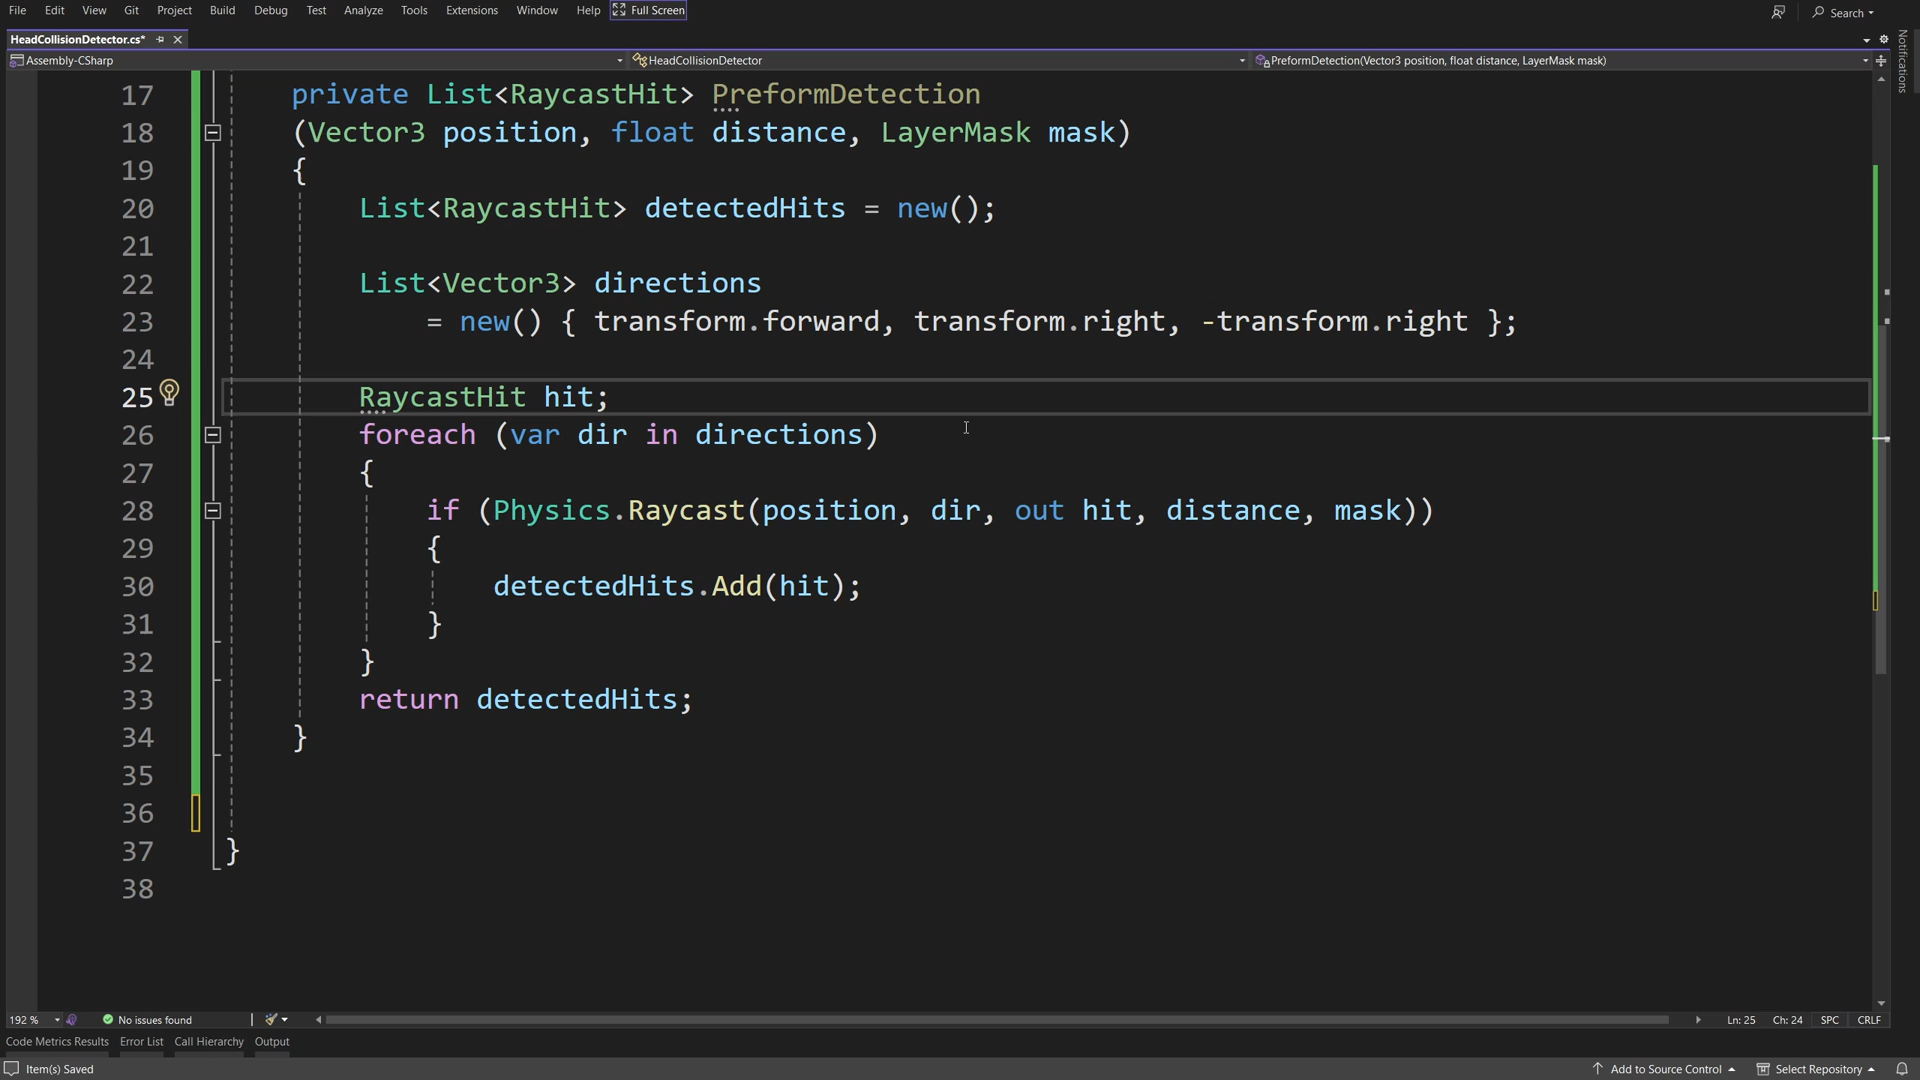 File Edit View Git Project Build Debug Test Analyze Tools Extensions Window Help Full Screen Search
HeadCollisionDetector.cs*
Assembly-CSharp HeadCollisionDetector PreformDetection(Vector3 position, float distance, LayerMask mask)
Notifications
17 private List<RaycastHit> PreformDetection
18 (Vector3 position, float distance, LayerMask mask)
19 {
20 List<RaycastHit> detectedHits = new();
21
22 List<Vector3> directions
23 = new() { transform.forward, transform.right, -transform.right };
24
25 RaycastHit hit;
26 foreach (var dir in directions)
27 {
28 if (Physics.Raycast(position, dir, out hit, distance, mask))
29 {
30 detectedHits.Add(hit);
31 }
32 }
33 return detectedHits;
34 }
35
36
37 }
38
192 % No issues found Ln: 25 Ch: 24 SPC CRLF
Code Metrics Results Error List Call Hierarchy Output
Item(s) Saved Add to Source Control Select Repository